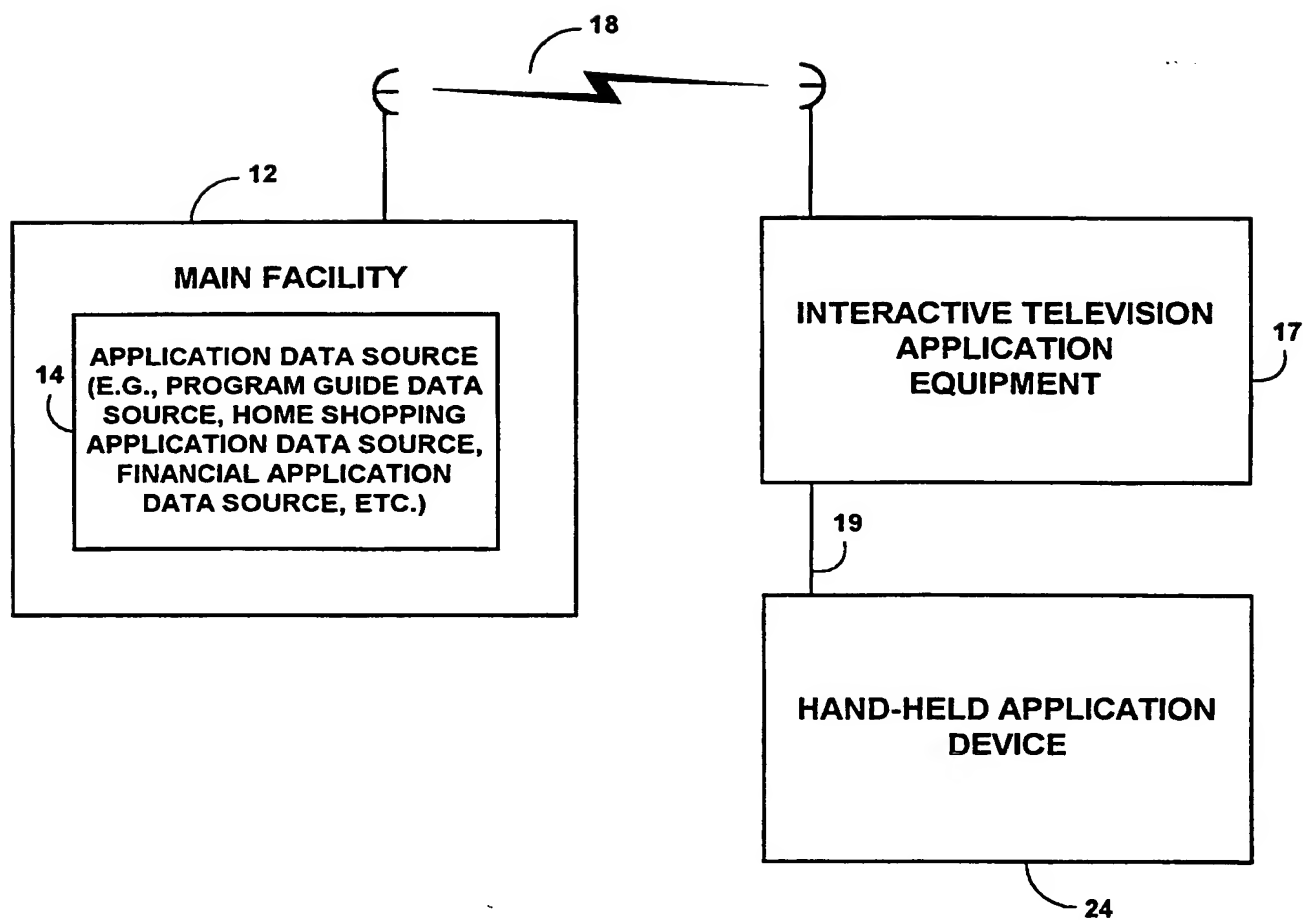 18
12
MAIN FACILITY
14
APPLICATION DATA SOURCE
(E.G., PROGRAM GUIDE DATA
SOURCE, HOME SHOPPING
APPLICATION DATA SOURCE,
FINANCIAL APPLICATION
DATA SOURCE, ETC.)
INTERACTIVE TELEVISION
APPLICATION
EQUIPMENT
17
19
HAND-HELD APPLICATION
DEVICE
24